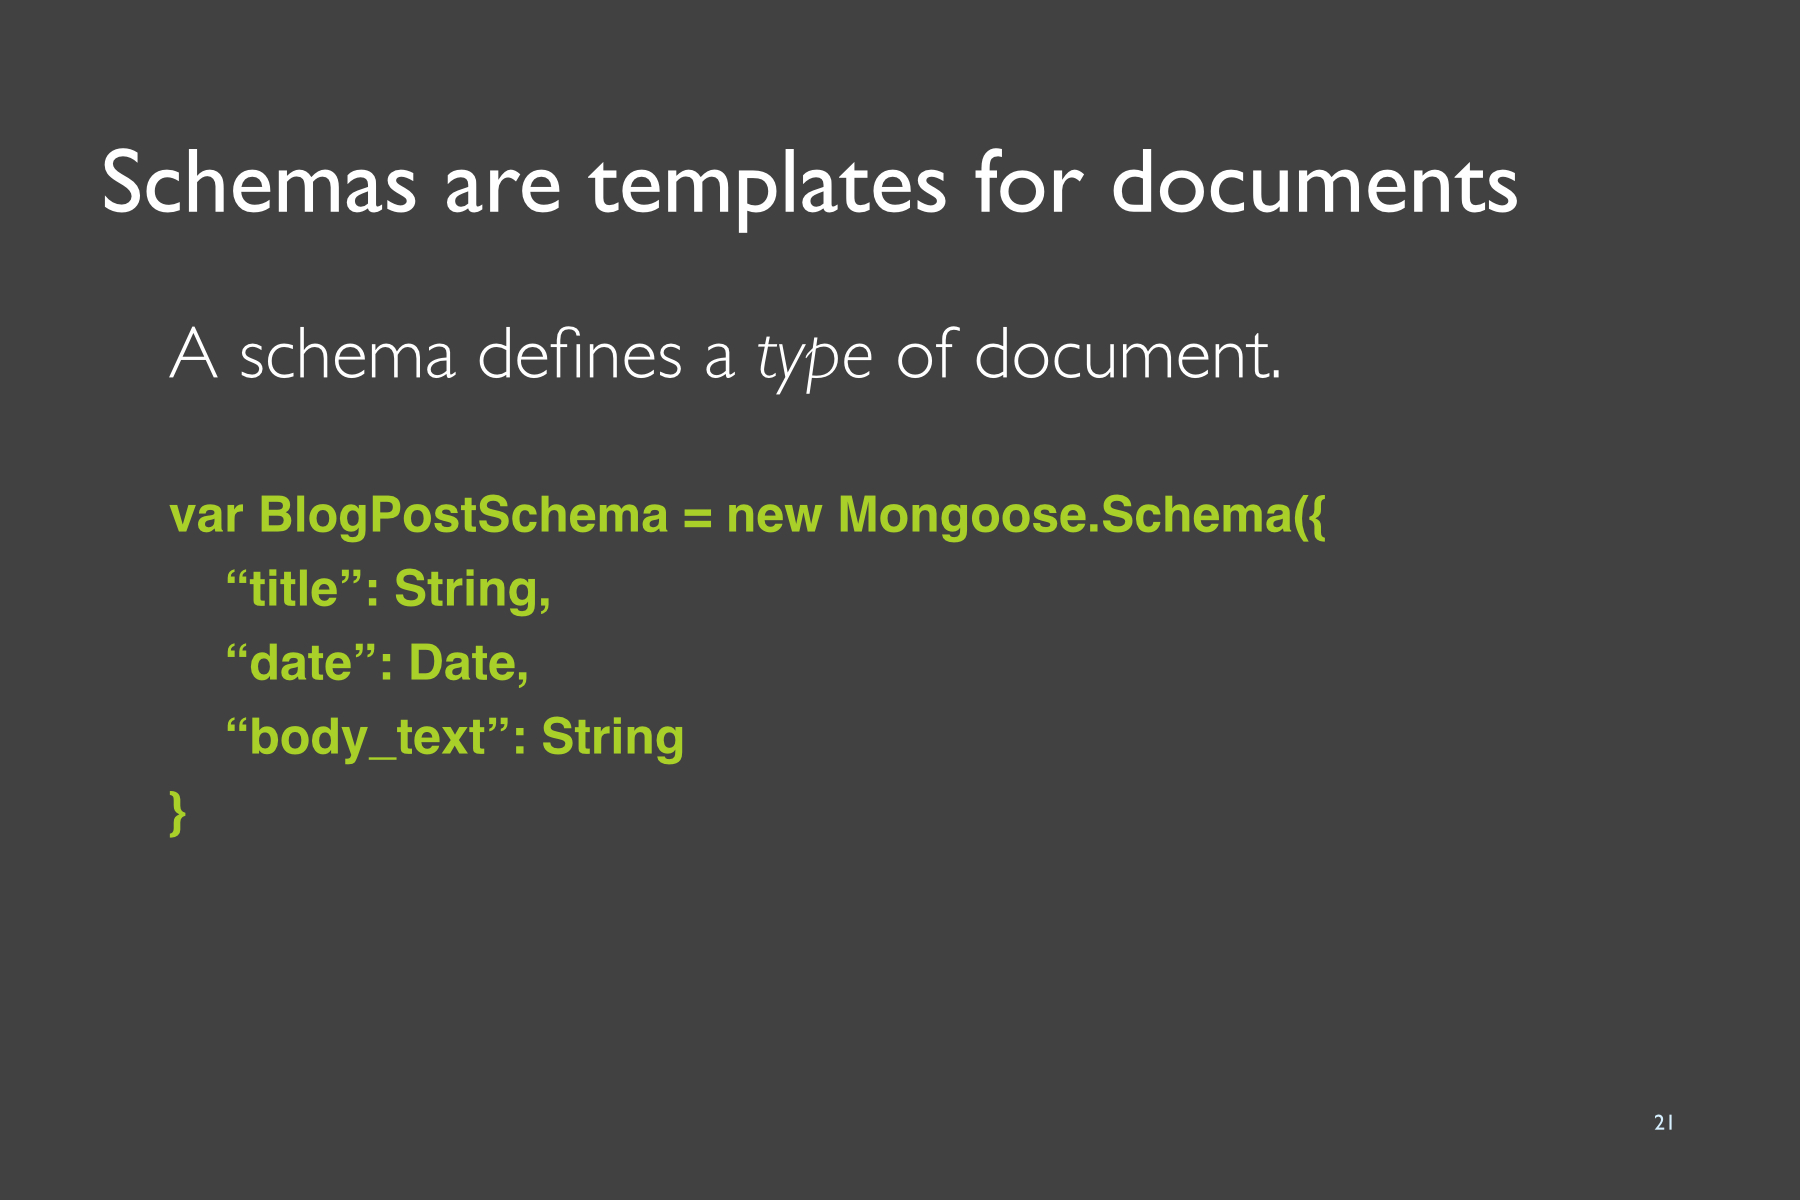 Schemas are templates for documents
A schema defines a type of document.
var BlogPostSchema = new Mongoose.Schema({
“title”: String,
“date”: Date,
“body_text”: String
}
21